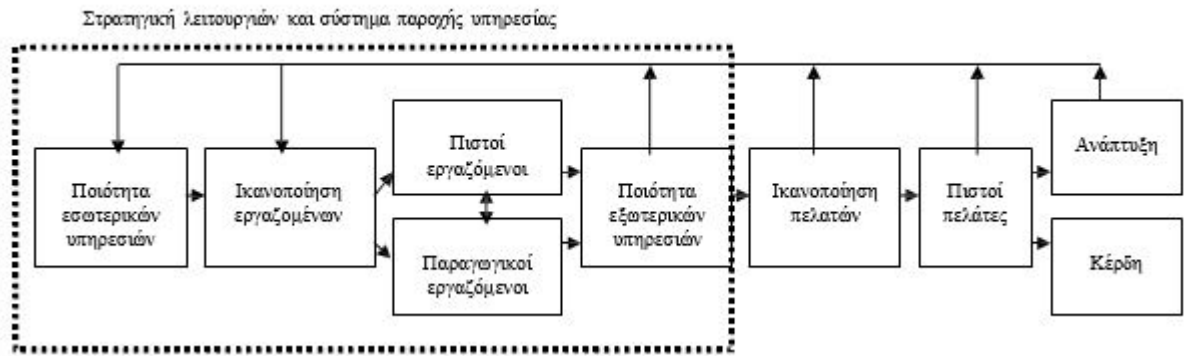 Στρατηγική λειτουργιών και σύστημα παροχής υπηρεσίας
Ποιότητα
εσωτερικών
υπηρεσιών
Ικανοποίηση
εργαζομένων
Πιστοί
εργαζόμενοι
Παραγωγικοί
εργαζόμενοι
Ποιότητα
εξωτερικών
υπηρεσιών
Ικανοποίηση
πελατών
Πιστοί
πελάτες
Ανάπτυξη
Κέρδη